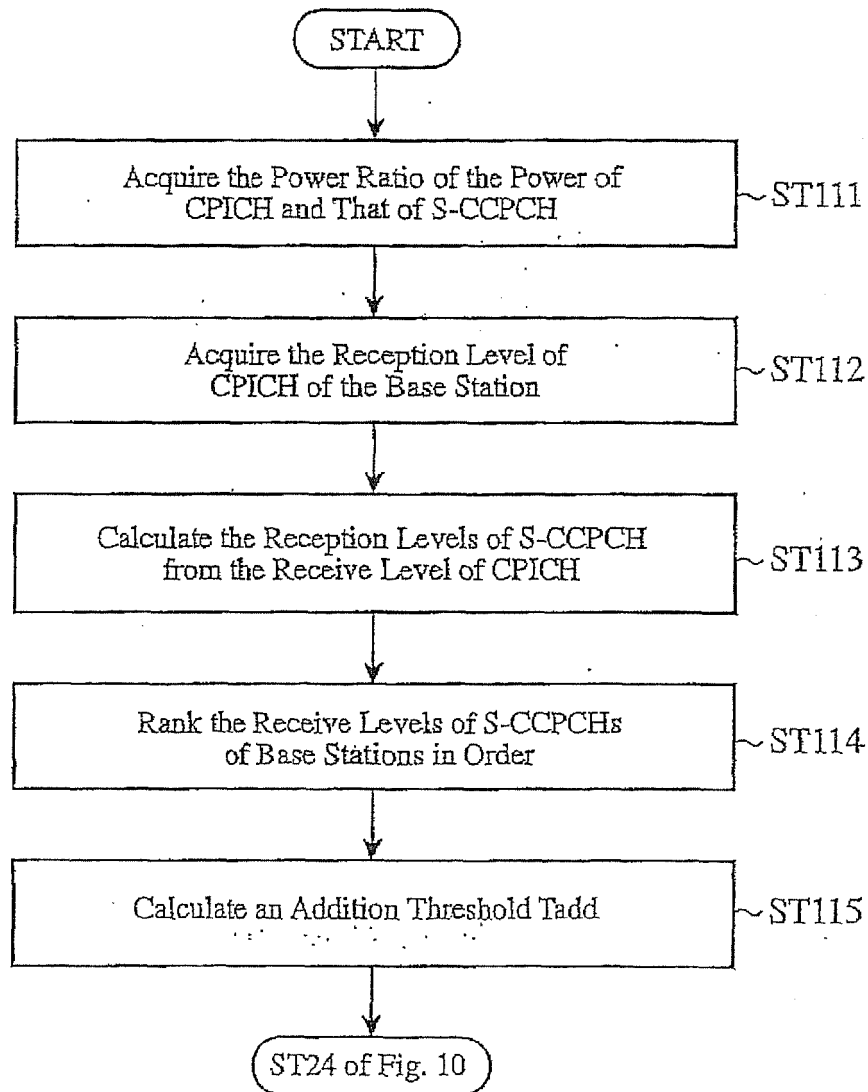 START
Acquire the Power Ratio of the Power of
CPICH and That of S-CCPCH
ST111
Acquire the Reception Level of
CPICH of the Base Station
ST112
Calculate the Reception Levels of S-CCPCH
from the Receive Level of CPICH
ST113
Rank the Receive Levels of S-CCPCHs
of Base Stations in Order
ST114
Calculate an Addition Threshold Tadd
ST115
ST24 of Fig. 10